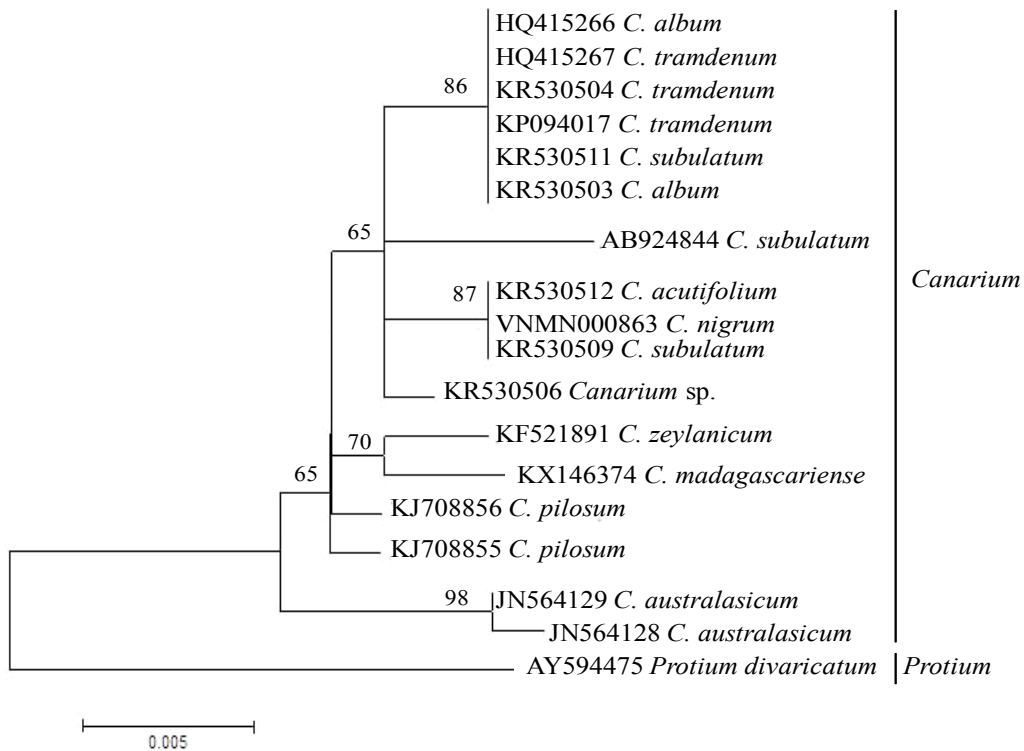 HQ415266 C. album
HQ415267 C. tramdenum
86
KR530504 C. tramdenum
KP094017 C. tramdenum
KR530511 C. subulatum
KR530503 C. album
65
AB924844 C. subulatum
Canarium
87
KR530512 C. acutifolium
VNMN000863 C. nigrum
KR530509 C. subulatum
KR530506 Canarium sp.
70
KF521891 C. zeylanicum
65
KX146374 C. madagascariense
KJ708856 C. pilosum
KJ708855 C. pilosum
98
JN564129 C. australasicum
JN564128 C. australasicum
AY594475 Protium divaricatum
Protium
0.005